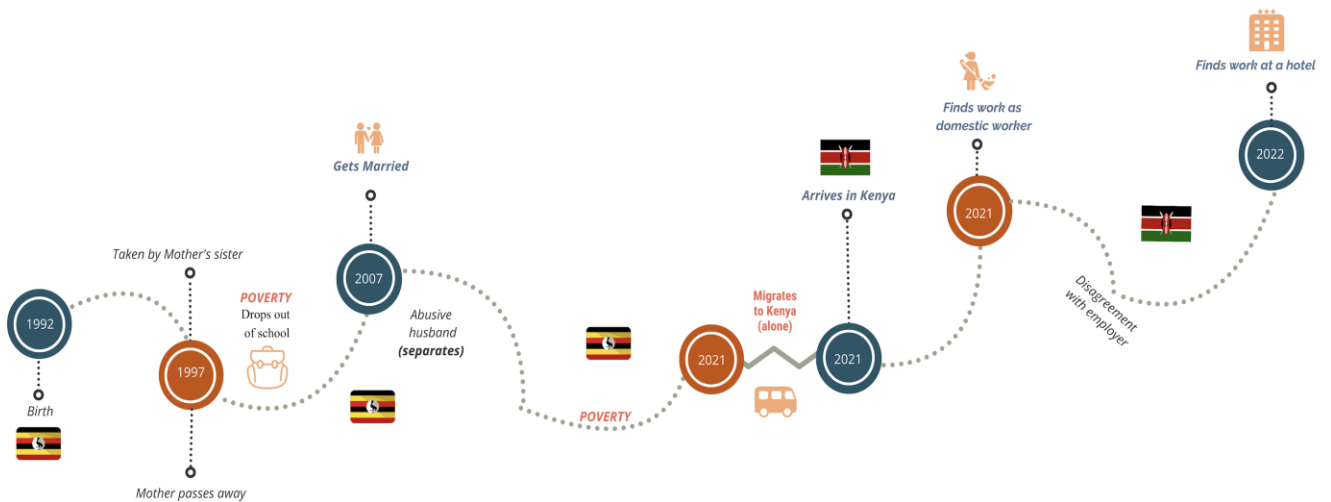 1992
Birth
Taken by Mother's sister
1997
Mother passes away
POVERTY
Drops out
of school
Gets Married
2007
Abusive
husband
(separates)
POVERTY
2021
Migrates
to Kenya
(alone)
Arrives in Kenya
2021
Finds work as
domestic worker
2021
Disagreement
with employer
Finds work at a hotel
2022